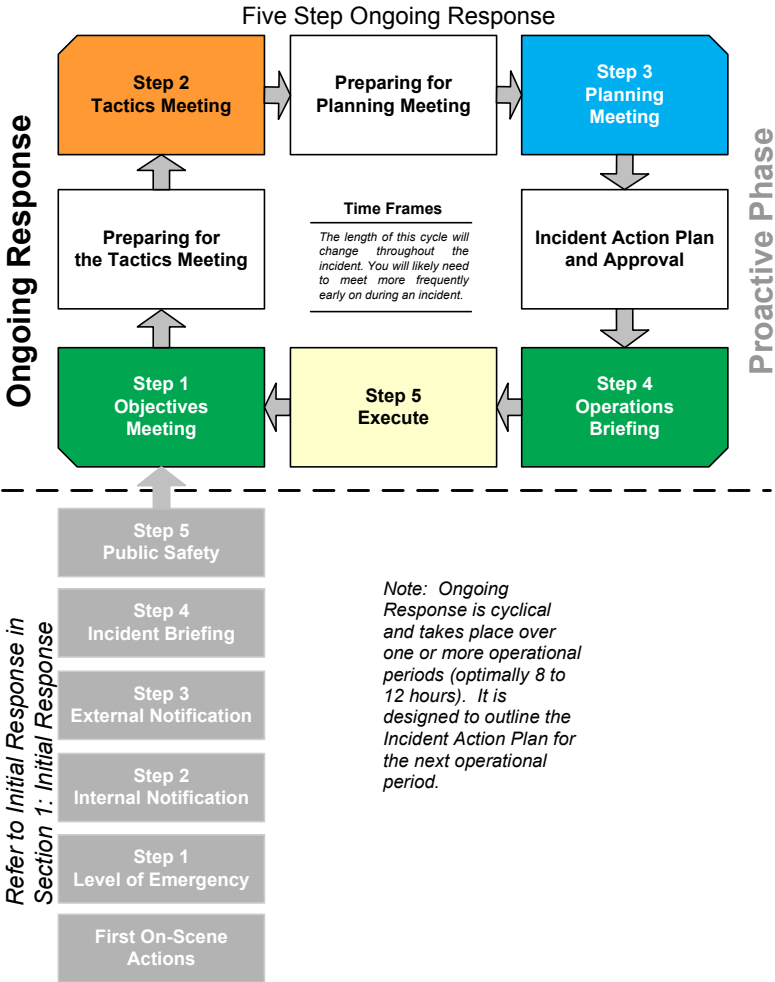 Five Step Ongoing Response
Ongoing Response
Proactive Phase
Step 2
Tactics Meeting
Preparing for
Planning Meeting
Step 3
Planning
Meeting
Preparing for
the Tactics Meeting
Time Frames
The length of this cycle will
change throughout the
incident. You will likely need
to meet more frequently
early on during an incident.
Incident Action Plan
and Approval
Step 1
Objectives
Meeting
Step 5
Execute
Step 4
Operations
Briefing
Refer to Initial Response in
Section 1: Initial Response
Step 5
Public Safety
Step 4
Incident Briefing
Step 3
External Notification
Step 2
Internal Notification
Step 1
Level of Emergency
First On-Scene
Actions
Note: Ongoing
Response is cyclical
and takes place over
one or more operational
periods (optimally 8 to
12 hours). It is
designed to outline the
Incident Action Plan for
the next operational
period.